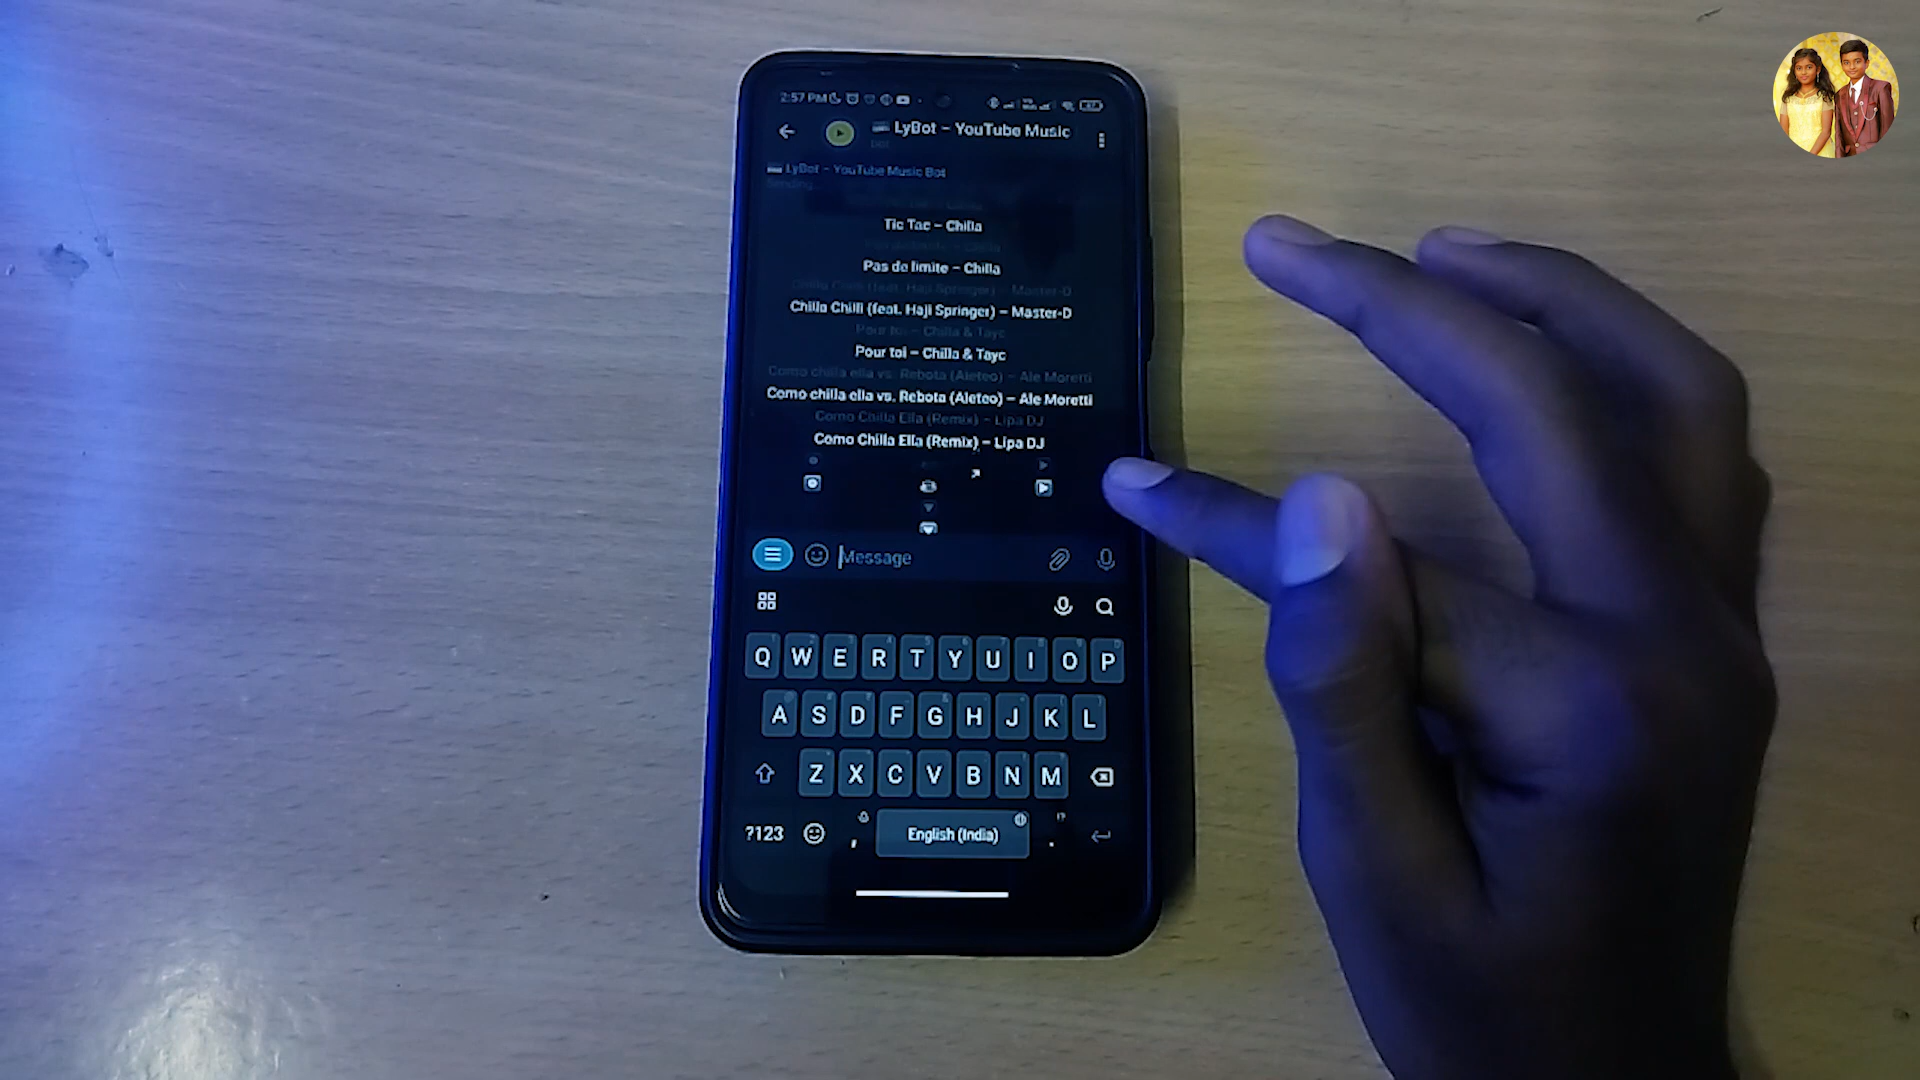 2:57 PM
LyBot – YouTube Music
bot
LyBot – YouTube Music Bot
Tic Tac – Chilla
Pas de limite – Chilla
Chilla Chilli (feat. Haji Springer) – Master-D
Pour toi – Chilla & Tayc
Como chilla ella vs. Rebota (Aleteo) – Ale Moretti
Como Chilla Ella (Remix) – Lipa DJ
Message
Q W E R T Y U I O P
A S D F G H J K L
Z X C V B N M
?123 , English (India) .